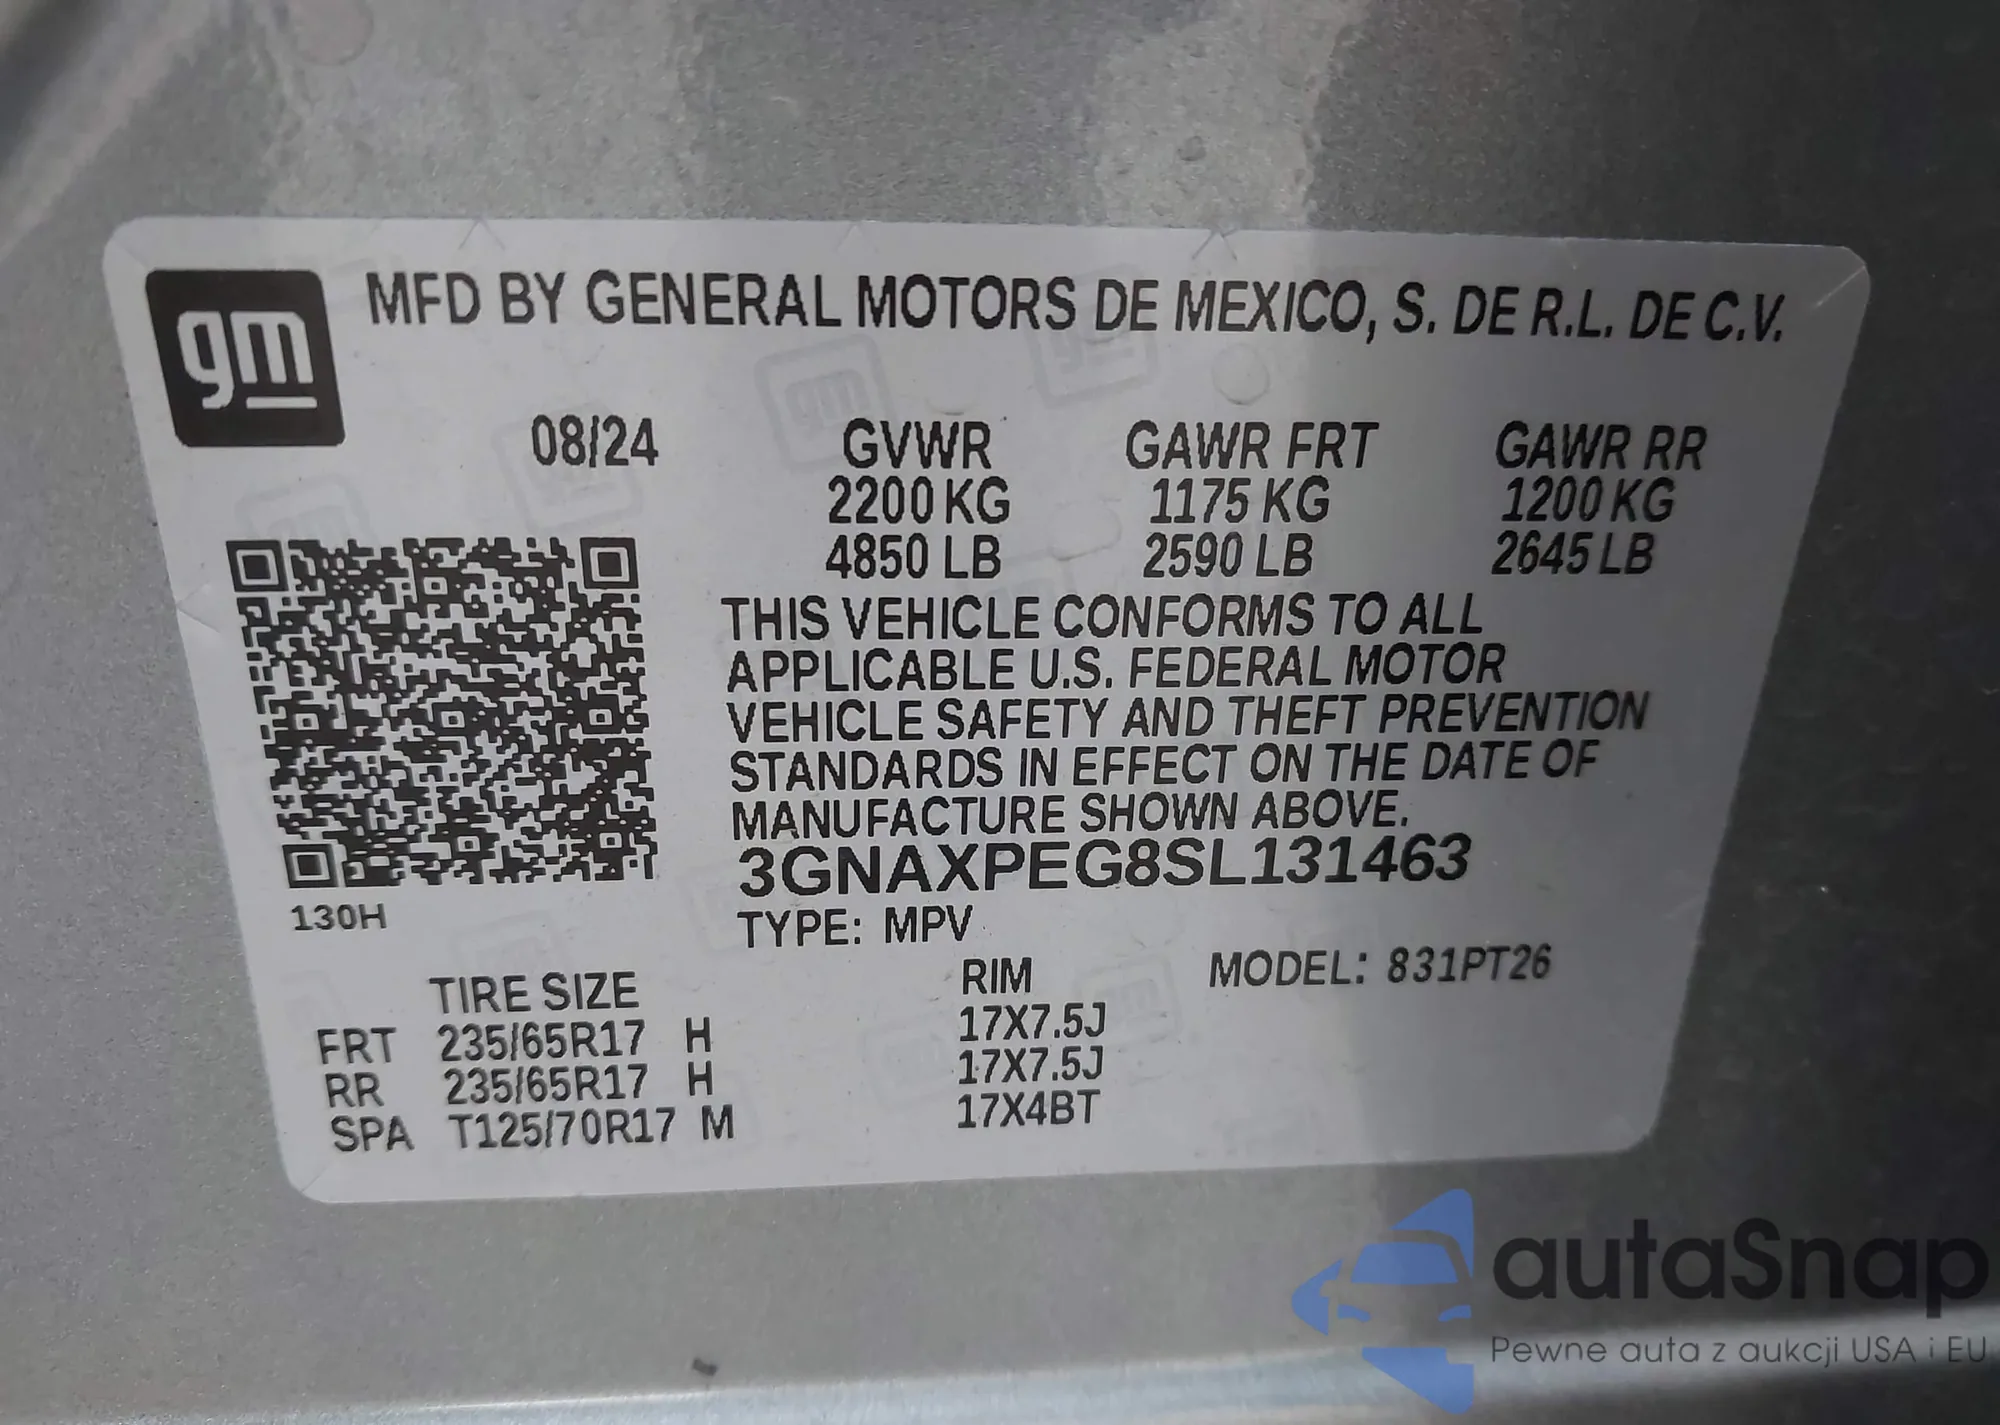 gm
MFD BY GENERAL MOTORS DE MEXICO, S. DE R.L. DE C.V.
08/24 GVWR GAWR FRT GAWR RR
2200 KG 1175 KG 1200 KG
4850 LB 2590 LB 2645 LB
THIS VEHICLE CONFORMS TO ALL
APPLICABLE U.S. FEDERAL MOTOR
VEHICLE SAFETY AND THEFT PREVENTION
STANDARDS IN EFFECT ON THE DATE OF
MANUFACTURE SHOWN ABOVE.
3GNAXPEG8SL131463
130H
TYPE: MPV
MODEL: 831PT26
TIRE SIZE RIM
FRT 235/65R17 H 17X7.5J
RR 235/65R17 H 17X7.5J
SPA T125/70R17 M 17X4BT
autaSnap
Pewne auta z aukcji USA i EU